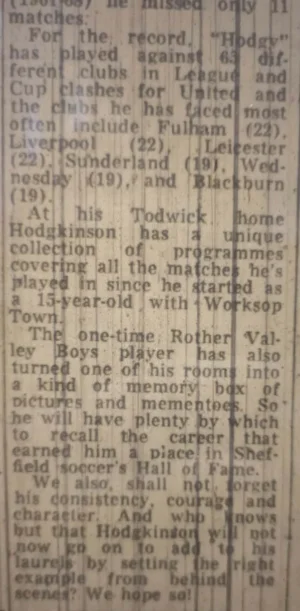 (1961-68) he missed only 11
matches.
For the record, "Hodgy"
has played against 65 dif-
ferent clubs in League and
Cup clashes for United and
the clubs he has faced most
often include Fulham (22),
Liverpool (22), Leicester
(22), Sunderland (19), Wed-
nesday (19), and Blackburn
(19).
At his Todwick home
Hodgkinson has a unique
collection of programmes
covering all the matches he's
played in since he started as
a 15-year-old with Worksop
Town.
The one-time Rother Val-
ley Boys player has also
turned one of his rooms into
a kind of memory box of
pictures and mementoes. So
he will have plenty by which
to recall the career that
earned him a place in Shef-
field soccer's Hall of Fame.
We also, shall not forget
his consistency, courage and
character. And who knows
but that Hodgkinson will not
now go on to add to his
laurels by setting the right
example from behind the
scenes? We hope so!